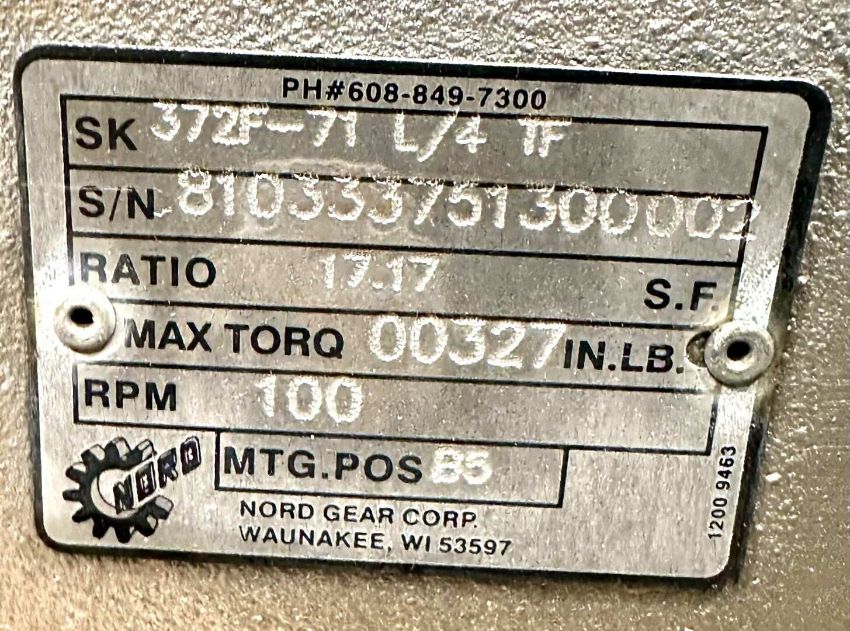 PH#608-849-7300
SK 372F-71 L/4 TF
S/N 810333751300002
RATIO 17.17 S.F.
MAX TORQ 00327 IN.LB.
RPM 100
NORD MTG.POS B5
NORD GEAR CORP.
WAUNAKEE, WI 53597
1200 9463